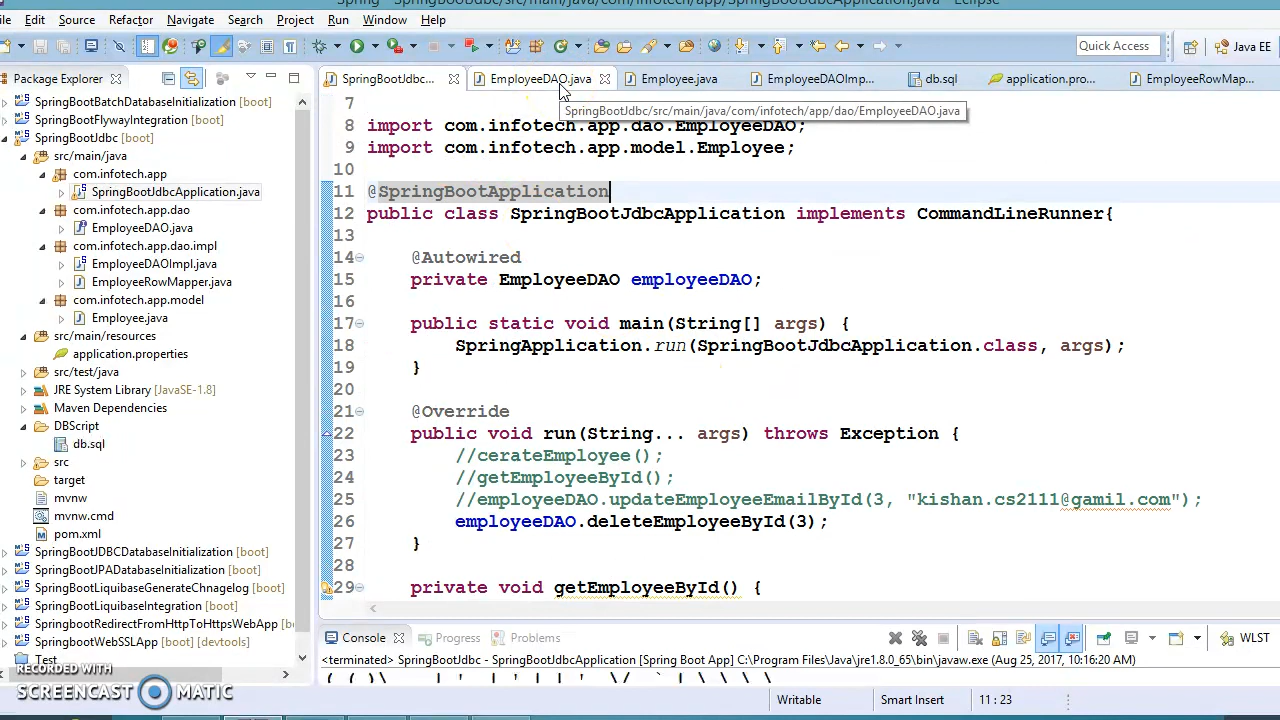 Spring - SpringBootJdbc/src/main/java/com/infotech/app/SpringBootJdbcApplication.java - Eclipse
Edit Source Refactor Navigate Search Project Run Window Help
Quick Access Java EE
Package Explorer
SpringBootJdbc... EmployeeDAO.java Employee.java EmployeeDAOImp... db.sql application.pro... EmployeeRowMap...
SpringBootJdbc/src/main/java/com/infotech/app/dao/EmployeeDAO.java
SpringBootBatchDatabaseInitialization [boot]
SpringBootFlywayIntegration [boot]
SpringBootJdbc [boot]
src/main/java
com.infotech.app
SpringBootJdbcApplication.java
com.infotech.app.dao
EmployeeDAO.java
com.infotech.app.dao.impl
EmployeeDAOImpl.java
EmployeeRowMapper.java
com.infotech.app.model
Employee.java
src/main/resources
application.properties
src/test/java
JRE System Library [JavaSE-1.8]
Maven Dependencies
DBScript
db.sql
src
target
mvnw
mvnw.cmd
pom.xml
SpringBootJDBCDatabaseInitialization [boot]
SpringBootJPADatabaseInitialization [boot]
SpringBootLiquibaseGenerateChnagelog [boot]
SpringBootLiquibaseIntegration [boot]
SpringBootRedirectFromHttpToHttpsWebApp [boot]
SpringbootWebSSLApp [boot] [devtools]
Test
7
8 import com.infotech.app.dao.EmployeeDAO;
9 import com.infotech.app.model.Employee;
10
11 @SpringBootApplication
12 public class SpringBootJdbcApplication implements CommandLineRunner{
13
14 @Autowired
15 private EmployeeDAO employeeDAO;
16
17 public static void main(String[] args) {
18 SpringApplication.run(SpringBootJdbcApplication.class, args);
19 }
20
21 @Override
22 public void run(String... args) throws Exception {
23 //cerateEmployee();
24 //getEmployeeById();
25 //employeeDAO.updateEmployeeEmailById(3, "kishan.cs2111@gamil.com");
26 employeeDAO.deleteEmployeeById(3);
27 }
28
29 private void getEmployeeById() {
Console Progress Problems WLST
<terminated> SpringBootJdbc - SpringBootJdbcApplication [Spring Boot App] C:\Program Files\Java\jre1.8.0_65\bin\javaw.exe (Aug 25, 2017, 10:16:20 AM)
Writable Smart Insert 11 : 23
RECORDED WITH
SCREENCAST MATIC